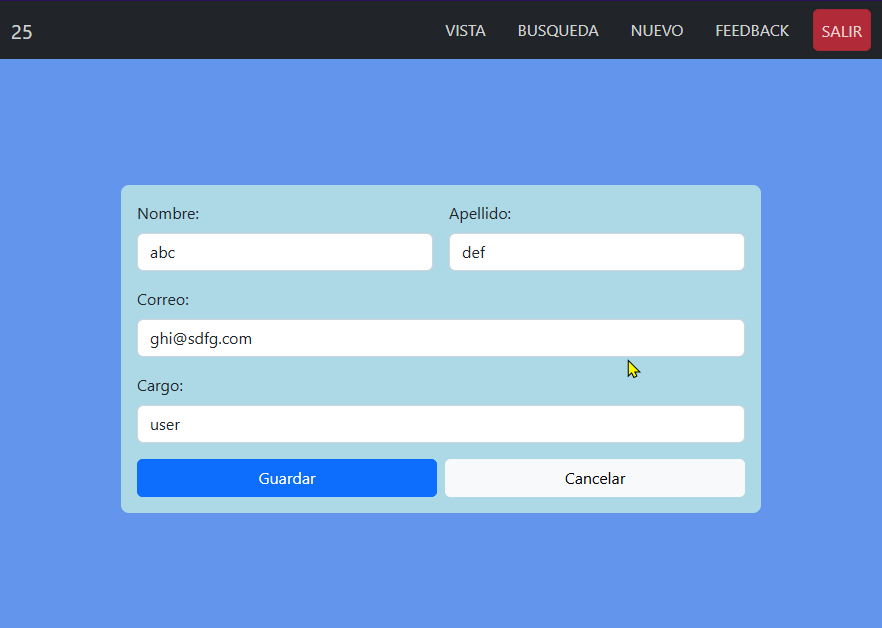 25 VISTA BUSQUEDA NUEVO FEEDBACK SALIR
Nombre: Apellido:
abc def
Correo:
ghi@sdfg.com
Cargo:
user
Guardar Cancelar